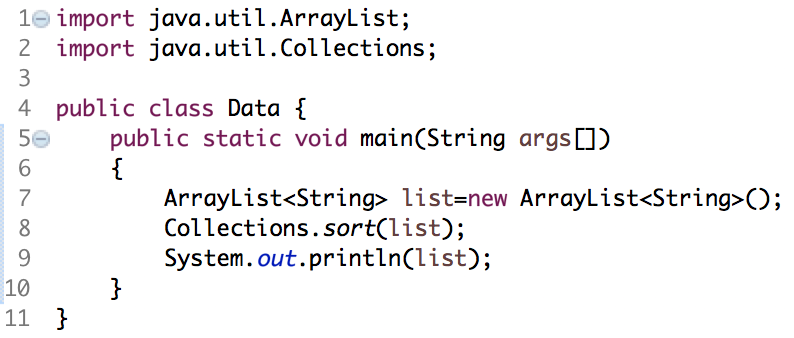 1 import java.util.ArrayList;
2 import java.util.Collections;
3
4 public class Data {
5     public static void main(String args[])
6     {
7         ArrayList<String> list=new ArrayList<String>();
8         Collections.sort(list);
9         System.out.println(list);
10     }
11 }